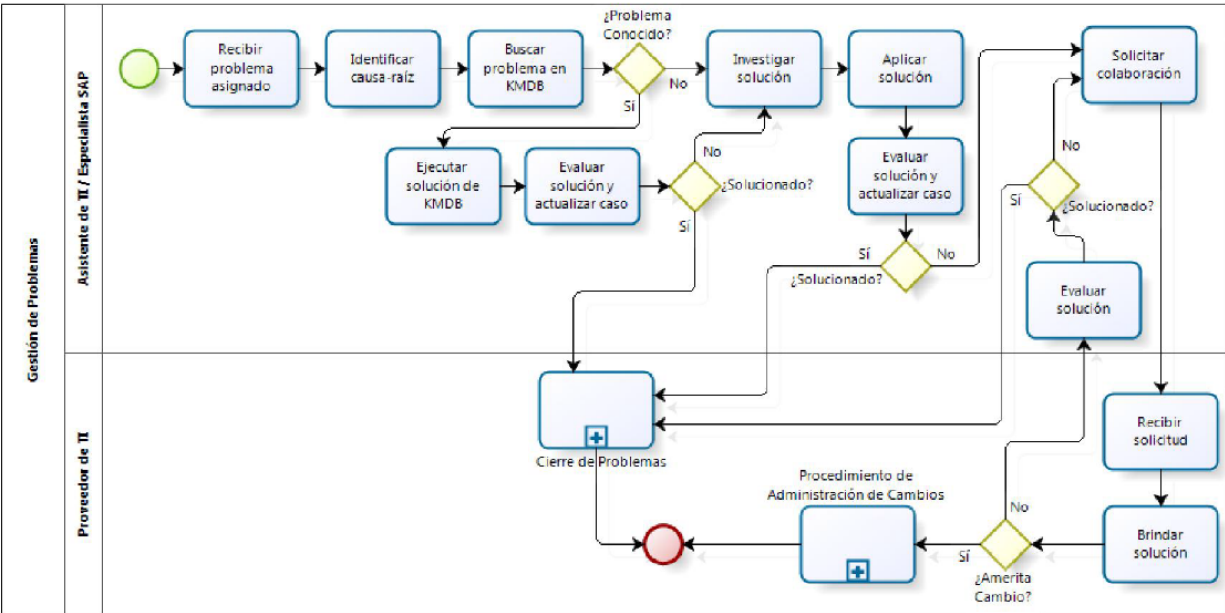 Gestión de Problemas
Asistente de TI / Especialista SAP
Recibir
problema
asignado
Identificar
causa-raíz
Buscar
problema en
KMDB
¿Problema
Conocido?
No
Sí
Investigar
solución
Aplicar
solución
Solicitar
colaboración
Ejecutar
solución de
KMDB
Evaluar
solución y
actualizar caso
No
¿Solucionado?
Sí
Evaluar
solución y
actualizar caso
Sí
No
¿Solucionado?
No
Sí
¿Solucionado?
Evaluar
solución
Proveedor de TI
Cierre de Problemas
Recibir
solicitud
Procedimiento de
Administración de Cambios
No
Sí
¿Amerita
Cambio?
Brindar
solución